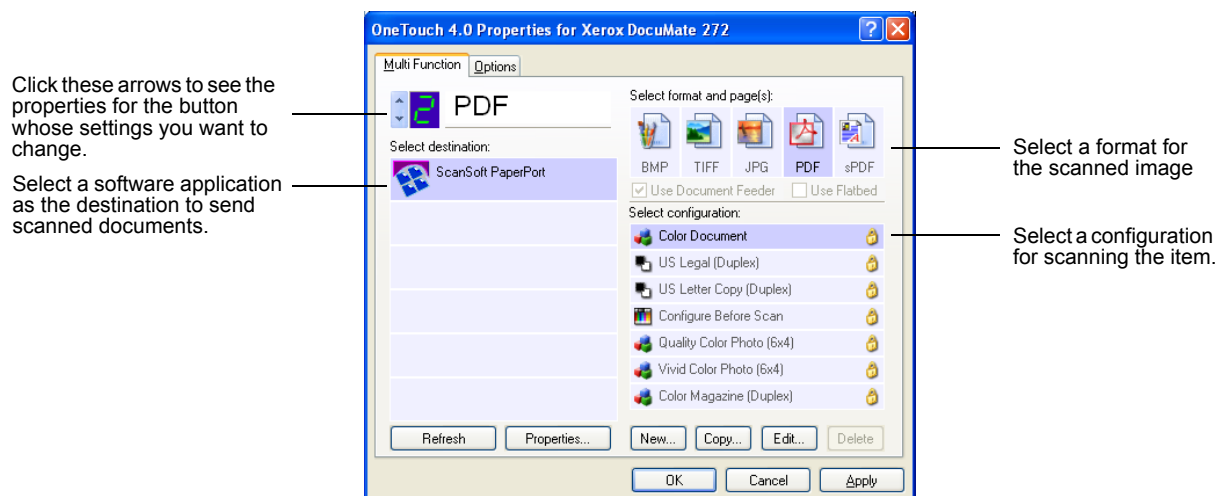 OneTouch 4.0 Properties for Xerox DocuMate 272
Multi Function
Options
Click these arrows to see the
properties for the button
whose settings you want to
change.
Select a software application
as the destination to send
scanned documents.
2
PDF
Select destination:
ScanSoft PaperPort
Refresh
Properties...
Select format and page(s):
BMP
TIFF
JPG
PDF
sPDF
Use Document Feeder
Use Flatbed
Select configuration:
Color Document
US Legal (Duplex)
US Letter Copy (Duplex)
Configure Before Scan
Quality Color Photo (6x4)
Vivid Color Photo (6x4)
Color Magazine (Duplex)
New...
Copy...
Edit...
Delete
OK
Cancel
Apply
Select a format for
the scanned image
Select a configuration
for scanning the item.